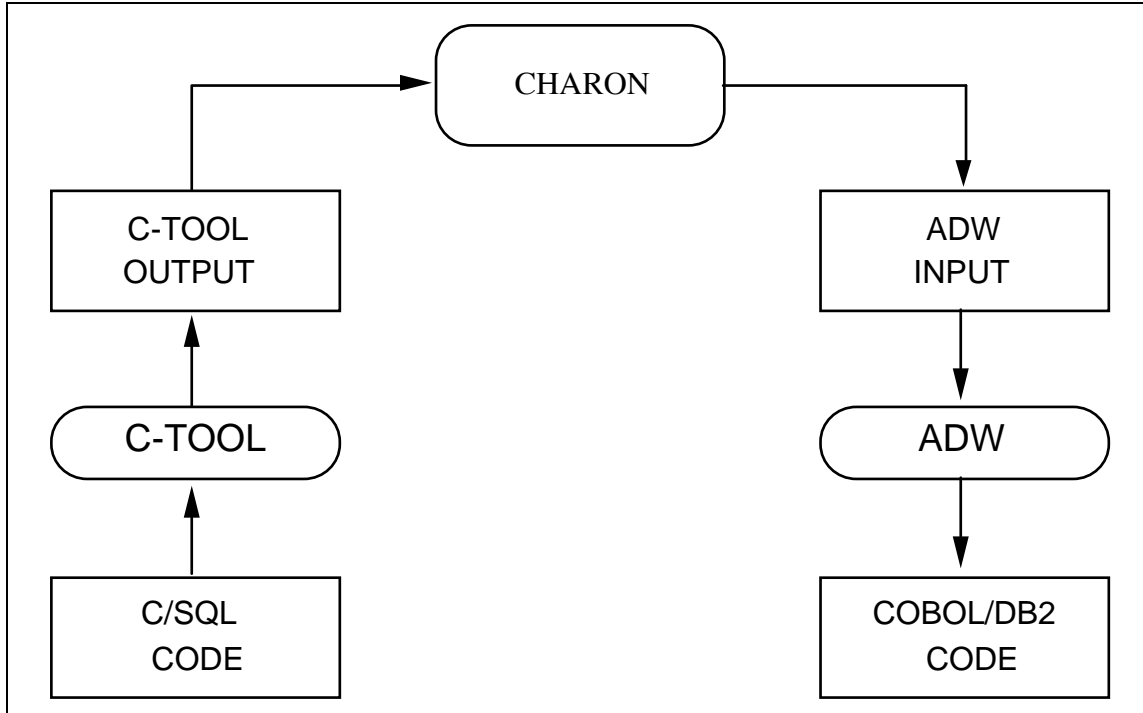 CHARON
C-TOOL
OUTPUT
ADW
INPUT
C-TOOL
ADW
C/SQL
CODE
COBOL/DB2
CODE